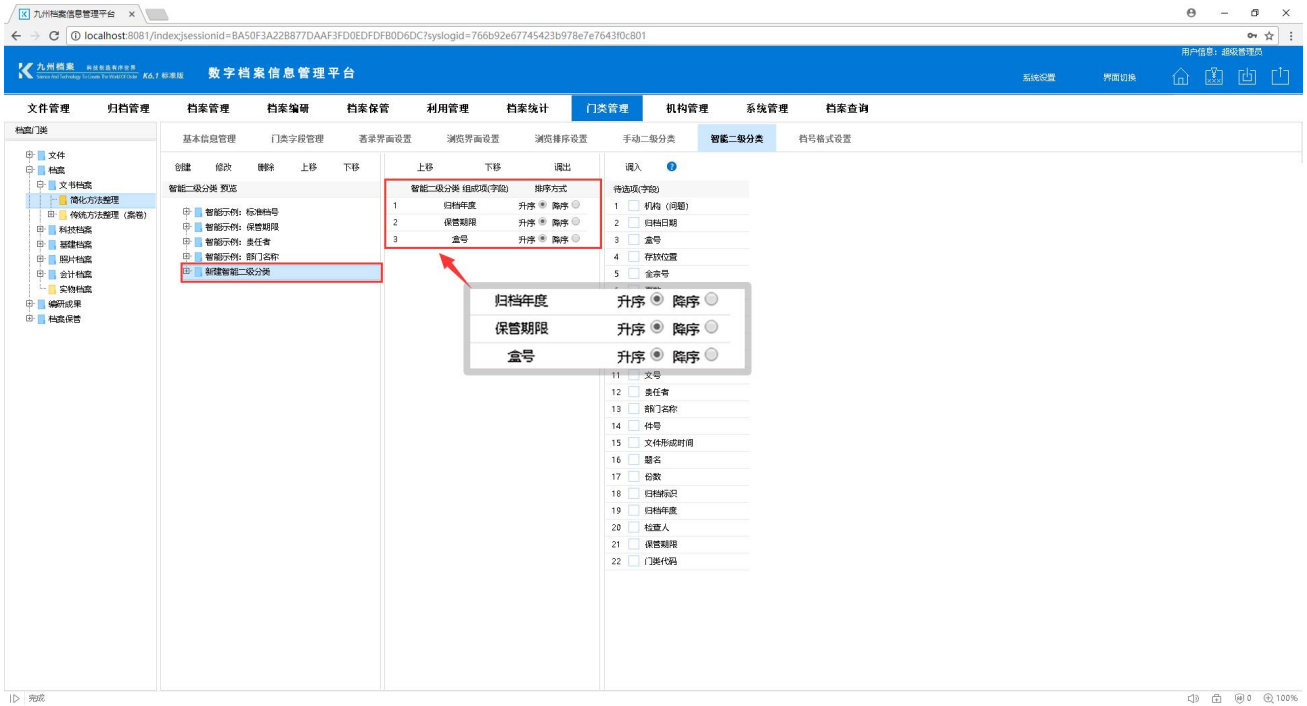 九州档案信息管理平台
localhost:8081/index;jsessionid=BA50F3A22B877DAAF3FD0EDFDFB0D6DC?syslogid=766b92e67745423b978e7e7643f0c801
用户信息：超级管理员
九州档案 科技创造有序世界
Science And Technology To Create The World Of Order K6.1 标准版
数字档案信息管理平台
系统设置 界面切换
文件管理 归档管理 档案管理 档案编研 档案保管 利用管理 档案统计 门类管理 机构管理 系统管理 档案查询
档案门类
基本信息管理 门类字段管理 著录界面设置 浏览界面设置 浏览排序设置 手动二级分类 智能二级分类 档号格式设置
文件
档案
文书档案
简化方法整理
传统方法整理（案卷）
科技档案
基建档案
照片档案
会计档案
实物档案
编研成果
档案保管
创建 修改 删除 上移 下移
智能二级分类 预览
智能示例：标准档号
智能示例：保管期限
智能示例：责任者
智能示例：部门名称
新建智能二级分类
上移 下移 调出
智能二级分类 组成项(字段) 排序方式
1 归档年度 升序 降序
2 保管期限 升序 降序
3 盒号 升序 降序
归档年度 升序 降序
保管期限 升序 降序
盒号 升序 降序
调入
待选项(字段)
1 机构（问题）
2 归档日期
3 盒号
4 存放位置
5 全宗号
11 文号
12 责任者
13 部门名称
14 件号
15 文件形成时间
16 题名
17 份数
18 归档标识
19 归档年度
20 检查人
21 保管期限
22 门类代码
完成
0 100%